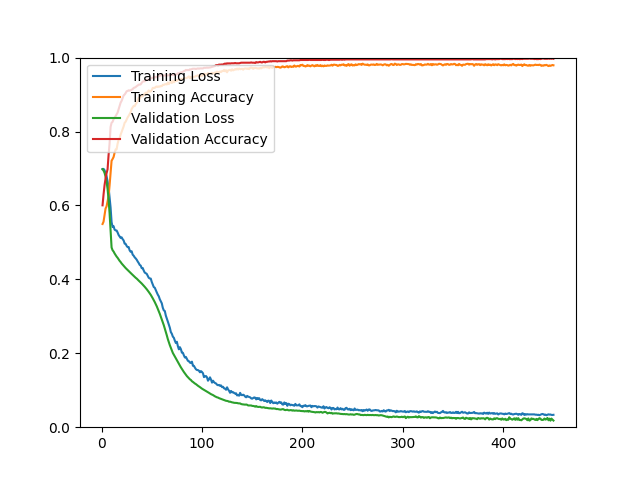 1.0
0.8
0.6
0.4
0.2
0.0
Training Loss
Training Accuracy
Validation Loss
Validation Accuracy
0 100 200 300 400